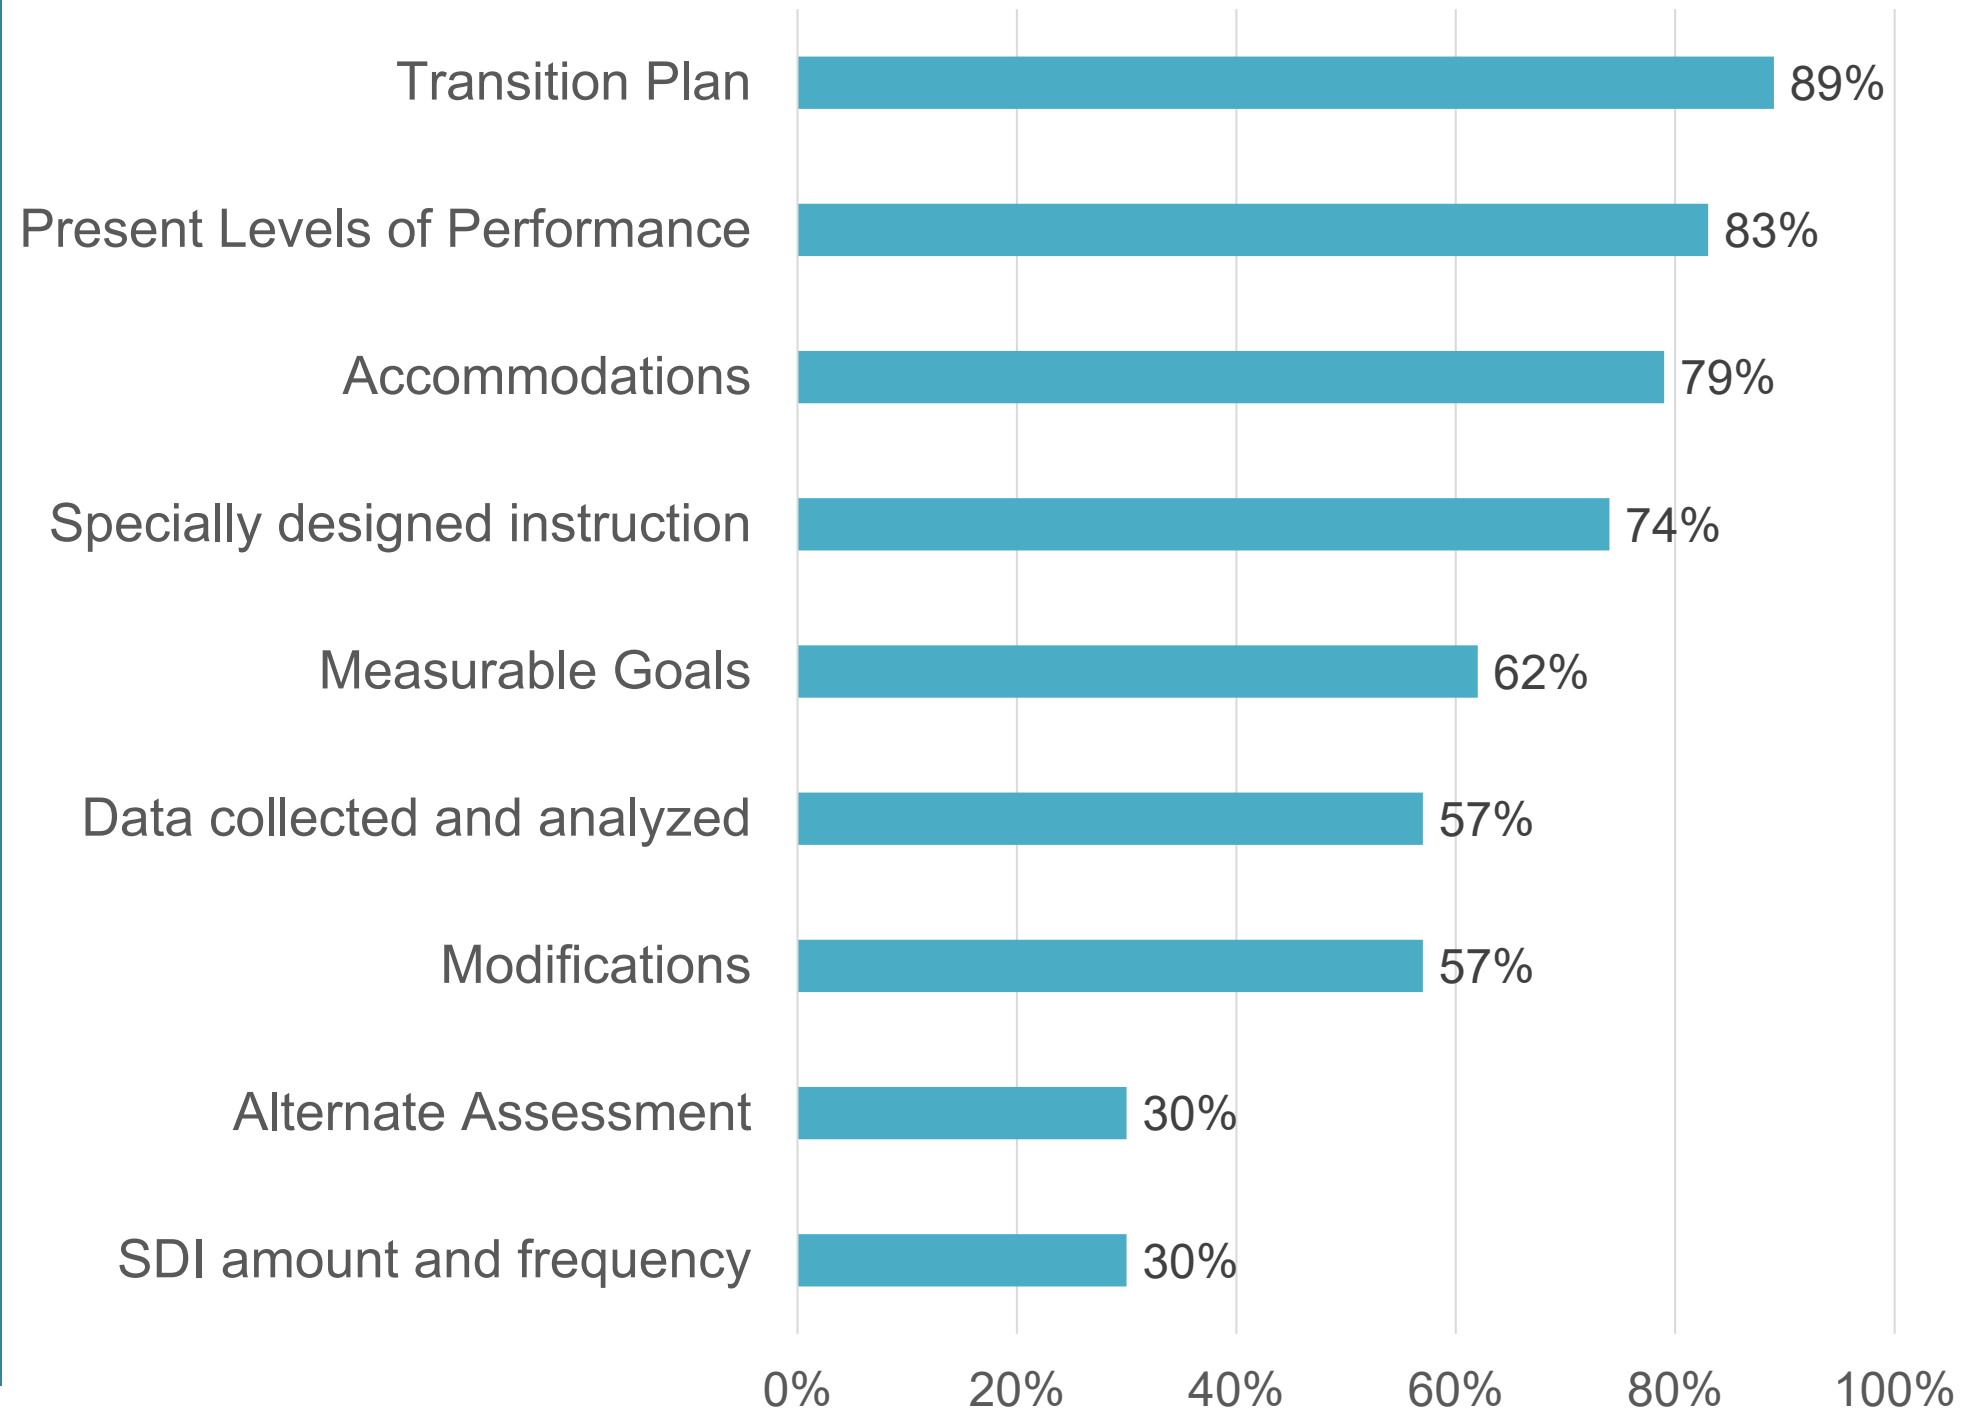 Transition Plan 89%
Present Levels of Performance 83%
Accommodations 79%
Specially designed instruction 74%
Measurable Goals 62%
Data collected and analyzed 57%
Modifications 57%
Alternate Assessment 30%
SDI amount and frequency 30%
0% 20% 40% 60% 80% 100%